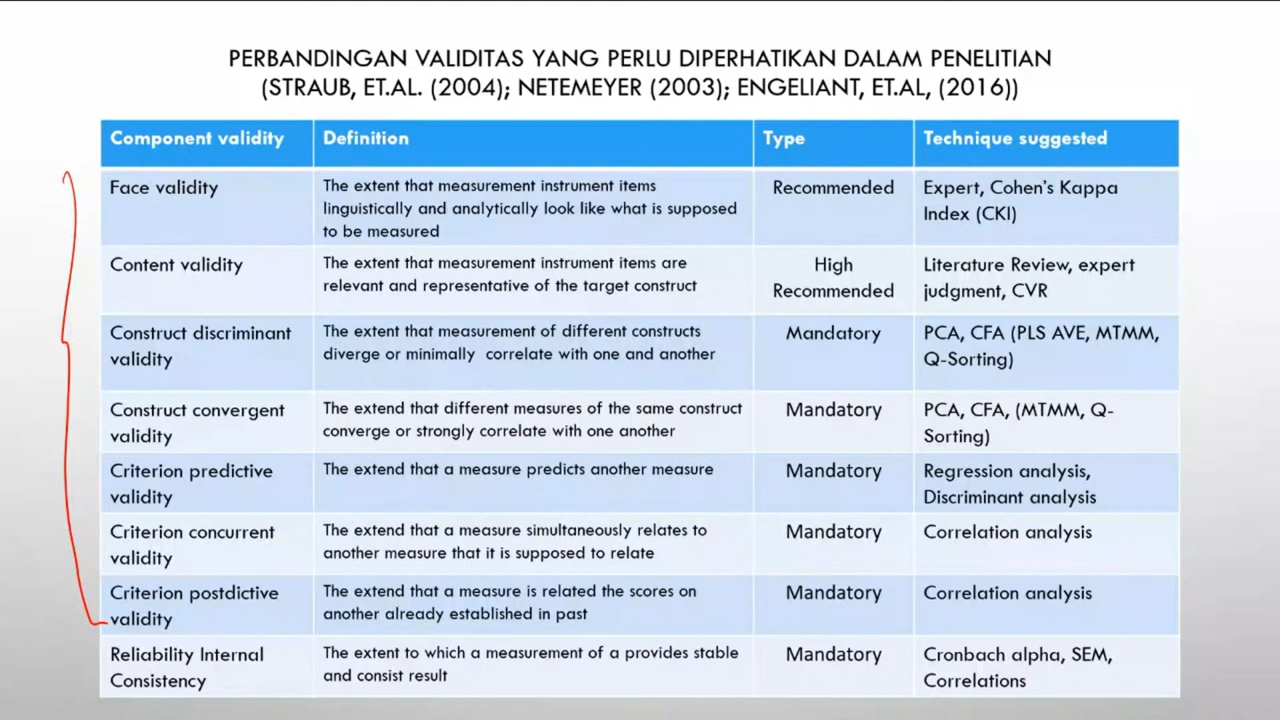 PERBANDINGAN VALIDITAS YANG PERLU DIPERHATIKAN DALAM PENELITIAN
(STRAUB, ET.AL. (2004); NETEMEYER (2003); ENGELIANT, ET.AL, (2016))
Component validity
Definition
Type
Technique suggested
Face validity
The extent that measurement instrument items
linguistically and analytically look like what is supposed
to be measured
Recommended
Expert, Cohen's Kappa
Index (CKI)
Content validity
The extent that measurement instrument items are
relevant and representative of the target construct
High
Recommended
Literature Review, expert
judgment, CVR
Construct discriminant
validity
The extent that measurement of different constructs
diverge or minimally correlate with one and another
Mandatory
PCA, CFA (PLS AVE, MTMM,
Q-Sorting)
Construct convergent
validity
The extend that different measures of the same construct
converge or strongly correlate with one another
Mandatory
PCA, CFA, (MTMM, Q-
Sorting)
Criterion predictive
validity
The extend that a measure predicts another measure
Mandatory
Regression analysis,
Discriminant analysis
Criterion concurrent
validity
The extend that a measure simultaneously relates to
another measure that it is supposed to relate
Mandatory
Correlation analysis
Criterion postdictive
validity
The extend that a measure is related the scores on
another already established in past
Mandatory
Correlation analysis
Reliability Internal
Consistency
The extent to which a measurement of a provides stable
and consist result
Mandatory
Cronbach alpha, SEM,
Correlations